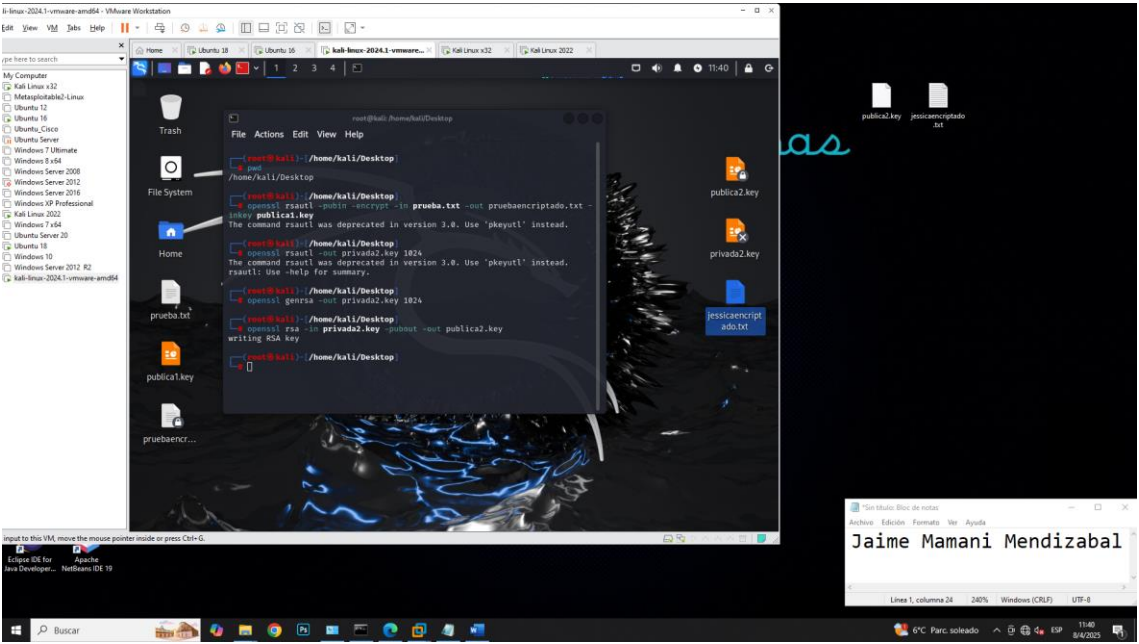 li-linux-2024.1-vmware-amd64 - VMware Workstation
Edit View VM Tabs Help
ype here to search
My Computer
Kali Linux x32
Metasploitable2-Linux
Ubuntu 12
Ubuntu 16
Ubuntu_Cisco
Ubuntu Server
Windows 7 Ultimate
Windows 8 x64
Windows Server 2008
Windows Server 2012
Windows Server 2016
Windows XP Professional
Kali Linux 2022
Windows 7 x64
Ubuntu Server 20
Ubuntu 18
Windows 10
Windows Server 2012 R2
kali-linux-2024.1-vmware-amd64
Home Ubuntu 18 Ubuntu 16 kali-linux-2024.1-vmware... Kali Linux x32 Kali Linux 2022
1 2 3 4 11:40
Trash
File System
Home
prueba.txt
publica1.key
pruebaencr...
root@kali: /home/kali/Desktop
File Actions Edit View Help
(root@kali)-[/home/kali/Desktop]
# pwd
/home/kali/Desktop
(root@kali)-[/home/kali/Desktop]
# openssl rsautl -pubin -encrypt -in prueba.txt -out pruebaencriptado.txt -
inkey publica1.key
The command rsautl was deprecated in version 3.0. Use 'pkeyutl' instead.
(root@kali)-[/home/kali/Desktop]
# openssl rsautl -out privada2.key 1024
The command rsautl was deprecated in version 3.0. Use 'pkeyutl' instead.
rsautl: Use -help for summary.
(root@kali)-[/home/kali/Desktop]
# openssl genrsa -out privada2.key 1024
(root@kali)-[/home/kali/Desktop]
# openssl rsa -in privada2.key -pubout -out publica2.key
writing RSA key
(root@kali)-[/home/kali/Desktop]
#
publica2.key
privada2.key
jessicaencript
ado.txt
input to this VM, move the mouse pointer inside or press Ctrl+G.
publica2.key jessicaencriptado
.txt
as
Eclipse IDE for
Java Developer...
Apache
NetBeans IDE 19
*Sin título: Bloc de notas
Archivo Edición Formato Ver Ayuda
Jaime Mamani Mendizabal
Línea 1, columna 24 240% Windows (CRLF) UTF-8
Buscar
6°C Parc. soleado ESP 11:40
8/4/2025